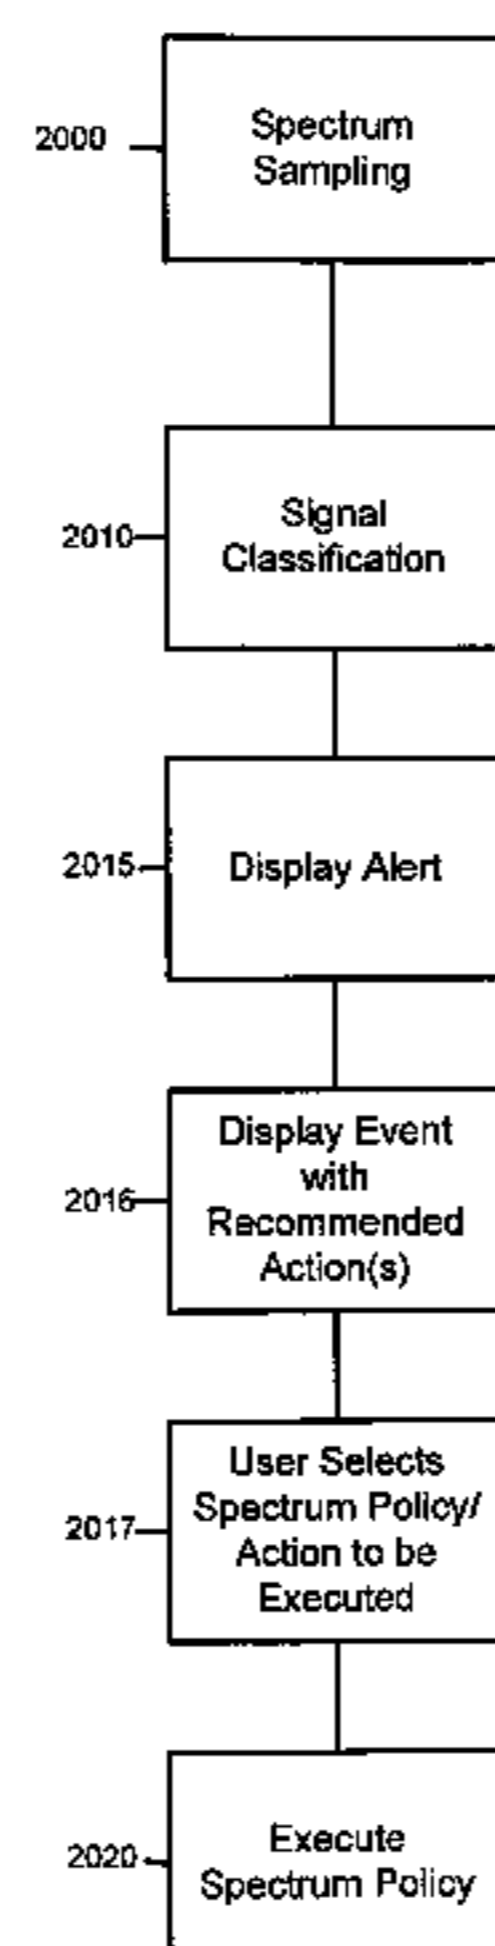 2000
Spectrum
Sampling
2010
Signal
Classification
2015
Display Alert
2016
Display Event
with
Recommended
Action(s)
2017
User Selects
Spectrum Policy/
Action to be
Executed
2020
Execute
Spectrum Policy